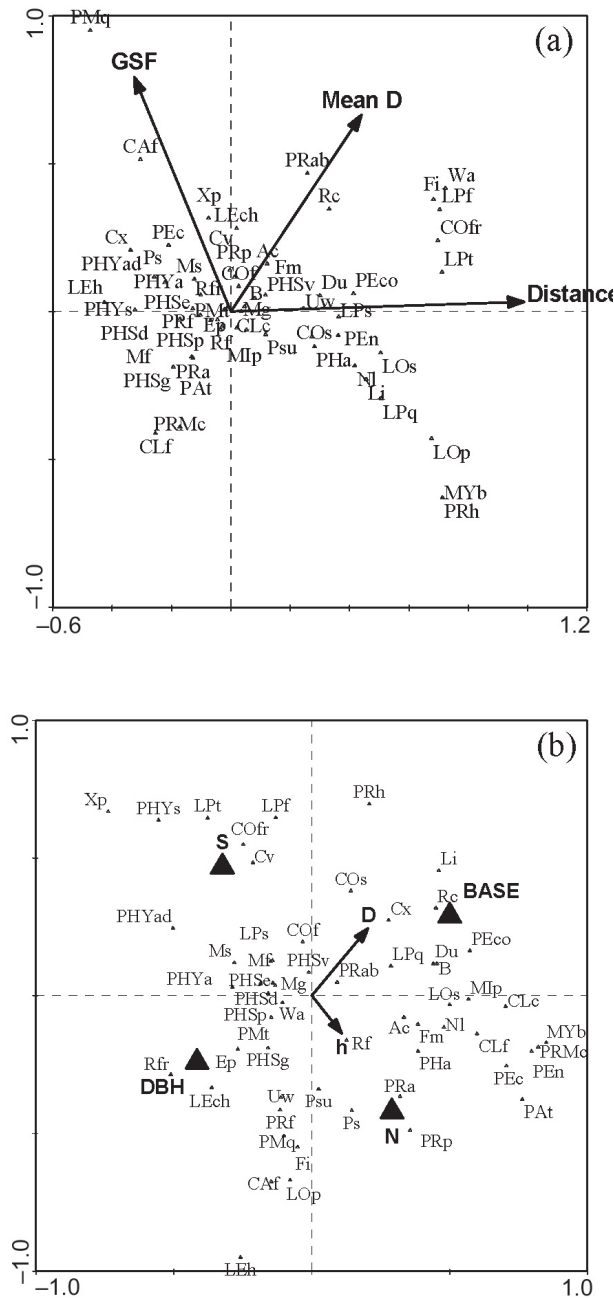 1.0
(a)
PMq
GSF
Mean D
CAf
PRab
Wa
Fi
LPf
Xp
Rc
LEch
COfr
Cx
PEc
Cv
PRp
Ac
LPt
PHYad
Ps
Ms
COf
Fm
PHYa
PHSv
Du
PEco
LEh
Rfr
B
Uw
Distance
PHYs
PHSe
PMt
Mg
LPs
PHSd
PRf
Ep
CLc
COs
PEn
PHSp
Rf
Psu
Mf
MIp
PHa
LOs
PHSg
PRa
Nl
PAt
Li
LPq
PRMc
CLf
LOp
MYb
PRh
-1.0
-0.6
1.2
1.0
(b)
Xp
PHYs
LPt
LPf
PRh
COfr
S
Cv
Li
COs
Rc
BASE
PHYad
D
Cx
LPs
COf
PEco
Ms
Mf
PHSv
LPq
Du
B
PHYa
PHSe
Mg
PRab
PHSd
LOs
MIp
CLc
PHSp
Wa
Ac
Fm
Nl
PMt
h
Rf
CLf
MYb
PRMc
Rfr
Ep
PHSg
PHa
PEc
PEn
DBH
LEch
Uw
Psu
PRa
PAt
PRf
Ps
N
PRp
PMq
Fi
CAf
LOp
LEh
-1.0
-1.0
1.0